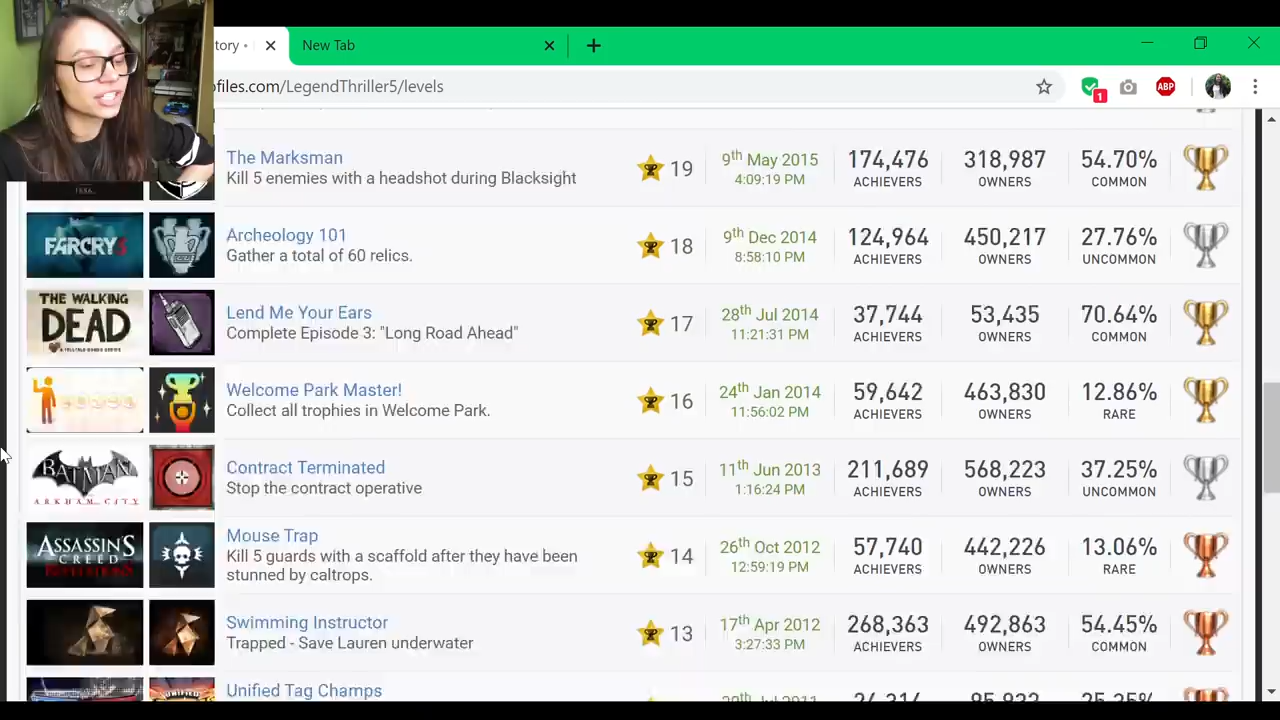 tory •
New Tab
ofiles.com/LegendThriller5/levels
1
ABP
The Marksman
Kill 5 enemies with a headshot during Blacksight
19
9th May 2015
4:09:19 PM
174,476
ACHIEVERS
318,987
OWNERS
54.70%
COMMON
FARCRY 3
Archeology 101
Gather a total of 60 relics.
18
9th Dec 2014
8:58:10 PM
124,964
ACHIEVERS
450,217
OWNERS
27.76%
UNCOMMON
THE WALKING
DEAD
A TELLTALE GAMES SERIES
Lend Me Your Ears
Complete Episode 3: "Long Road Ahead"
17
28th Jul 2014
11:21:31 PM
37,744
ACHIEVERS
53,435
OWNERS
70.64%
COMMON
Welcome Park Master!
Collect all trophies in Welcome Park.
16
24th Jan 2014
11:56:02 PM
59,642
ACHIEVERS
463,830
OWNERS
12.86%
RARE
BATMAN
ARKHAM CITY
Contract Terminated
Stop the contract operative
15
11th Jun 2013
1:16:24 PM
211,689
ACHIEVERS
568,223
OWNERS
37.25%
UNCOMMON
ASSASSIN'S
CREED
REVELATIONS
Mouse Trap
Kill 5 guards with a scaffold after they have been
stunned by caltrops.
14
26th Oct 2012
12:59:19 PM
57,740
ACHIEVERS
442,226
OWNERS
13.06%
RARE
Swimming Instructor
Trapped - Save Lauren underwater
13
17th Apr 2012
3:27:33 PM
268,363
ACHIEVERS
492,863
OWNERS
54.45%
COMMON
Unified Tag Champs